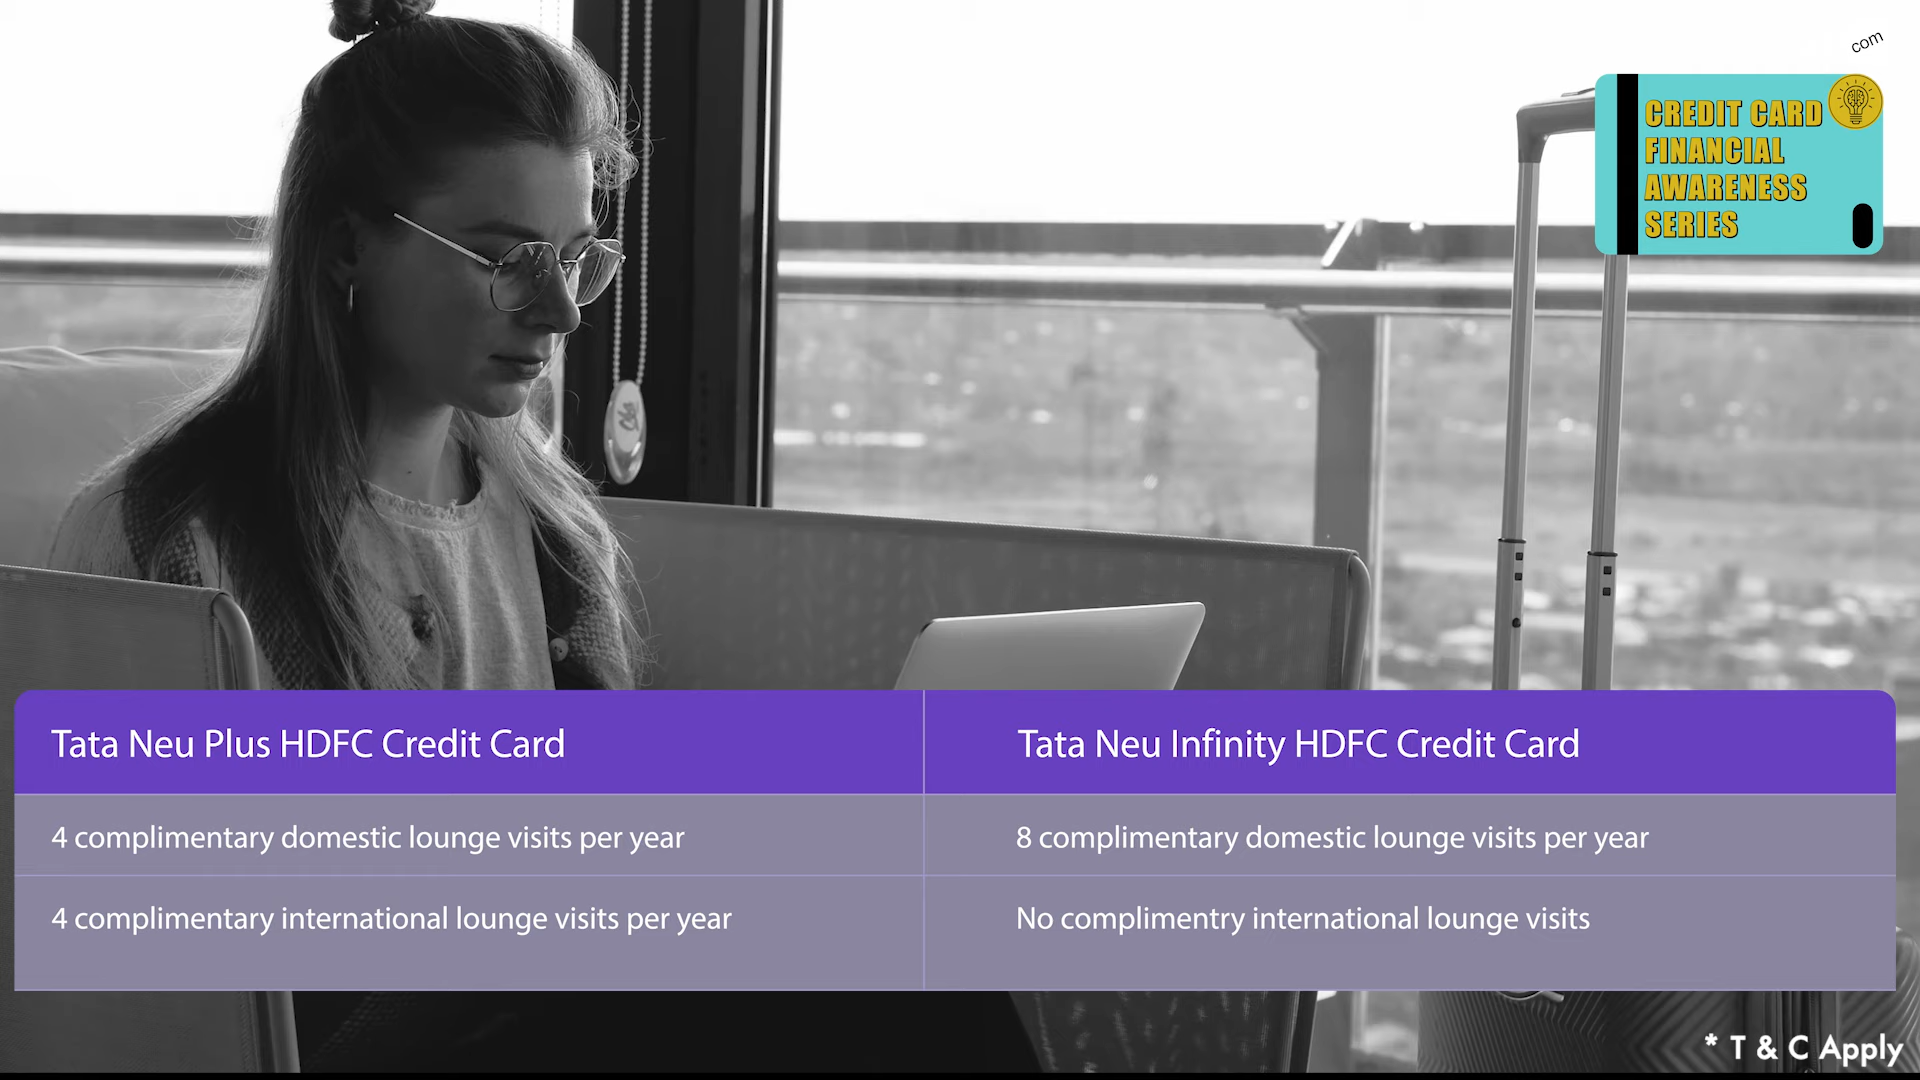 com
CREDIT CARD
FINANCIAL
AWARENESS
SERIES
Tata Neu Plus HDFC Credit Card
Tata Neu Infinity HDFC Credit Card
4 complimentary domestic lounge visits per year
8 complimentary domestic lounge visits per year
4 complimentary international lounge visits per year
No complimentry international lounge visits
* T & C Apply